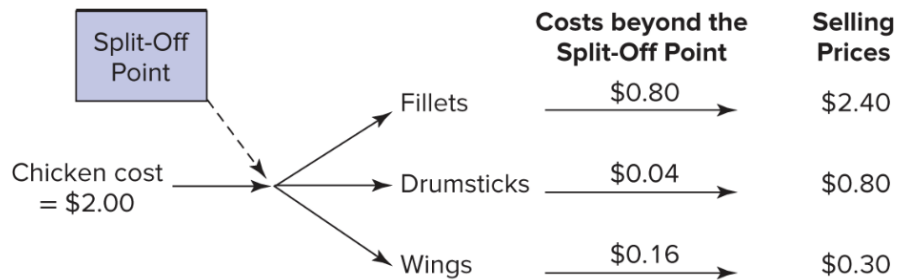 Costs beyond the
Split-Off Point
Selling
Prices
Split-Off
Point
Fillets
$0.80
$2.40
Chicken cost
= $2.00
Drumsticks
$0.04
$0.80
Wings
$0.16
$0.30